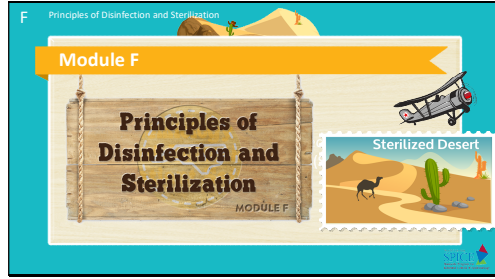 F
Principles of Disinfection and Sterilization
Module F
Principles of
Disinfection and
Sterilization
MODULE F
Sterilized Desert
SPICE